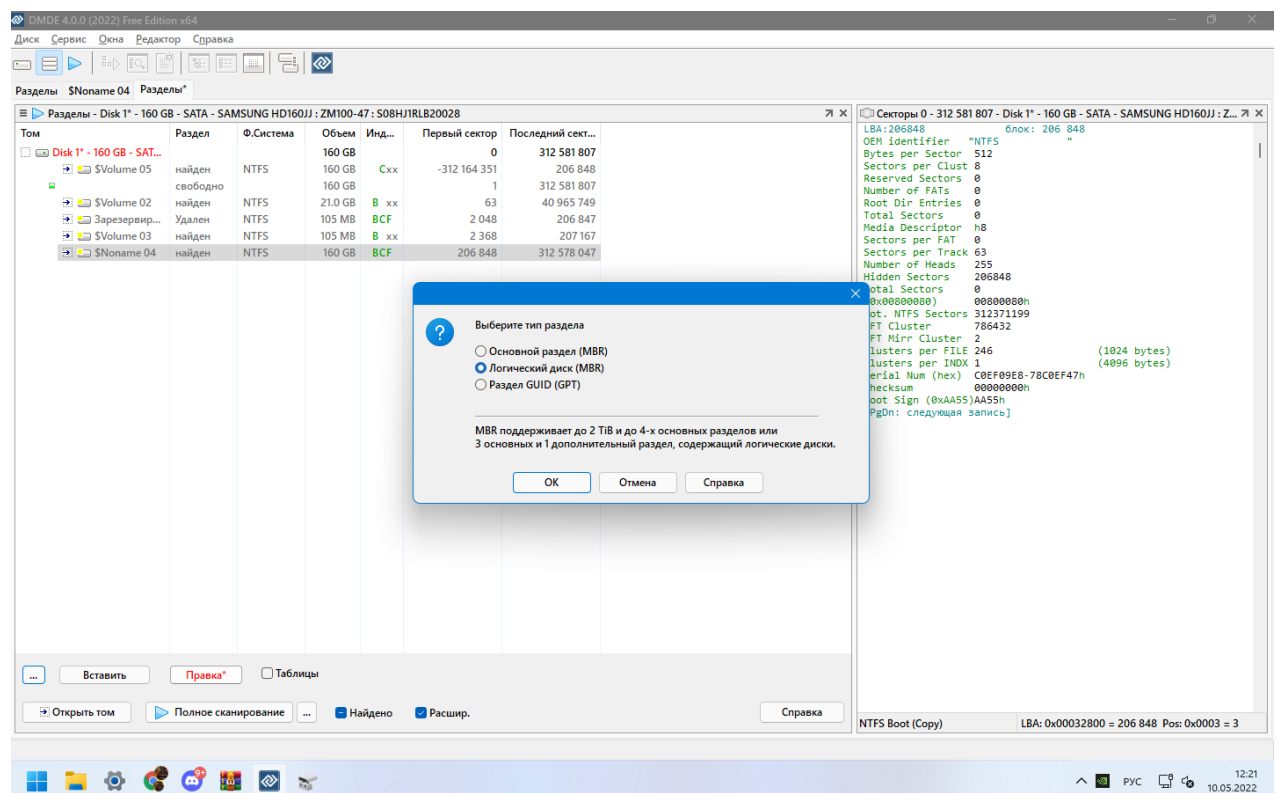 DMDE 4.0.0 (2022) Free Edition x64
Диск Сервис Окна Редактор Справка
Разделы $Noname 04 Разделы*
Разделы - Disk 1* - 160 GB - SATA - SAMSUNG HD160JJ : ZM100-47 : S08HJ1RLB20028
Том Раздел Ф.Система Объем Инд... Первый сектор Последний сект...
Disk 1* - 160 GB - SAT... 160 GB 0 312 581 807
$Volume 05 найден NTFS 160 GB Cxx -312 164 351 206 848
свободно 160 GB 1 312 581 807
$Volume 02 найден NTFS 21.0 GB B xx 63 40 965 749
Зарезервир... Удален NTFS 105 MB BCF 2 048 206 847
$Volume 03 найден NTFS 105 MB B xx 2 368 207 167
$Noname 04 найден NTFS 160 GB BCF 206 848 312 578 047
Выберите тип раздела
Основной раздел (MBR)
Логический диск (MBR)
Раздел GUID (GPT)
MBR поддерживает до 2 TiB и до 4-х основных разделов или
3 основных и 1 дополнительный раздел, содержащий логические диски.
OK Отмена Справка
... Вставить Правка* Таблицы
Открыть том Полное сканирование ... Найдено Расшир. Справка
Секторы 0 - 312 581 807 - Disk 1* - 160 GB - SATA - SAMSUNG HD160JJ : Z...
LBA:206848 блок: 206 848
OEM identifier "NTFS "
Bytes per Sector 512
Sectors per Clust 8
Reserved Sectors 0
Number of FATs 0
Root Dir Entries 0
Total Sectors 0
Media Descriptor h8
Sectors per FAT 0
Sectors per Track 63
Number of Heads 255
Hidden Sectors 206848
otal Sectors 0
0x00800080) 00800080h
ot. NTFS Sectors 312371199
FT Cluster 786432
FT Mirr Cluster 2
lusters per FILE 246 (1024 bytes)
lusters per INDX 1 (4096 bytes)
erial Num (hex) C0EF09E8-78C0EF47h
hecksum 00000000h
oot Sign (0xAA55)AA55h
PgDn: следующая запись]
NTFS Boot (Copy) LBA: 0x00032800 = 206 848 Pos: 0x0003 = 3
9+
РУС
12:21
10.05.2022